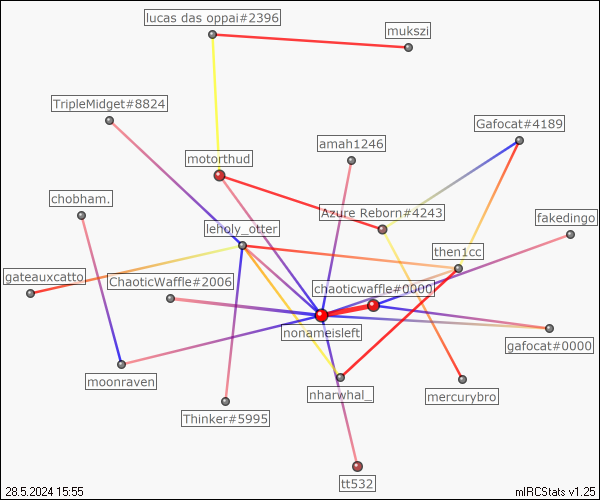 lucas das oppai#2396
mukszi
TripleMidget#8824
Gafocat#4189
amah1246
motorthud
chobham.
Azure Reborn#4243
fakedingo
leholy_otter
then1cc
gateauxcatto
ChaoticWaffle#2006
chaoticwaffle#0000
nonameisleft
gafocat#0000
moonraven
nharwhal_
mercurybro
Thinker#5995
tt532
28.5.2024 15:55
mIRCStats v1.25